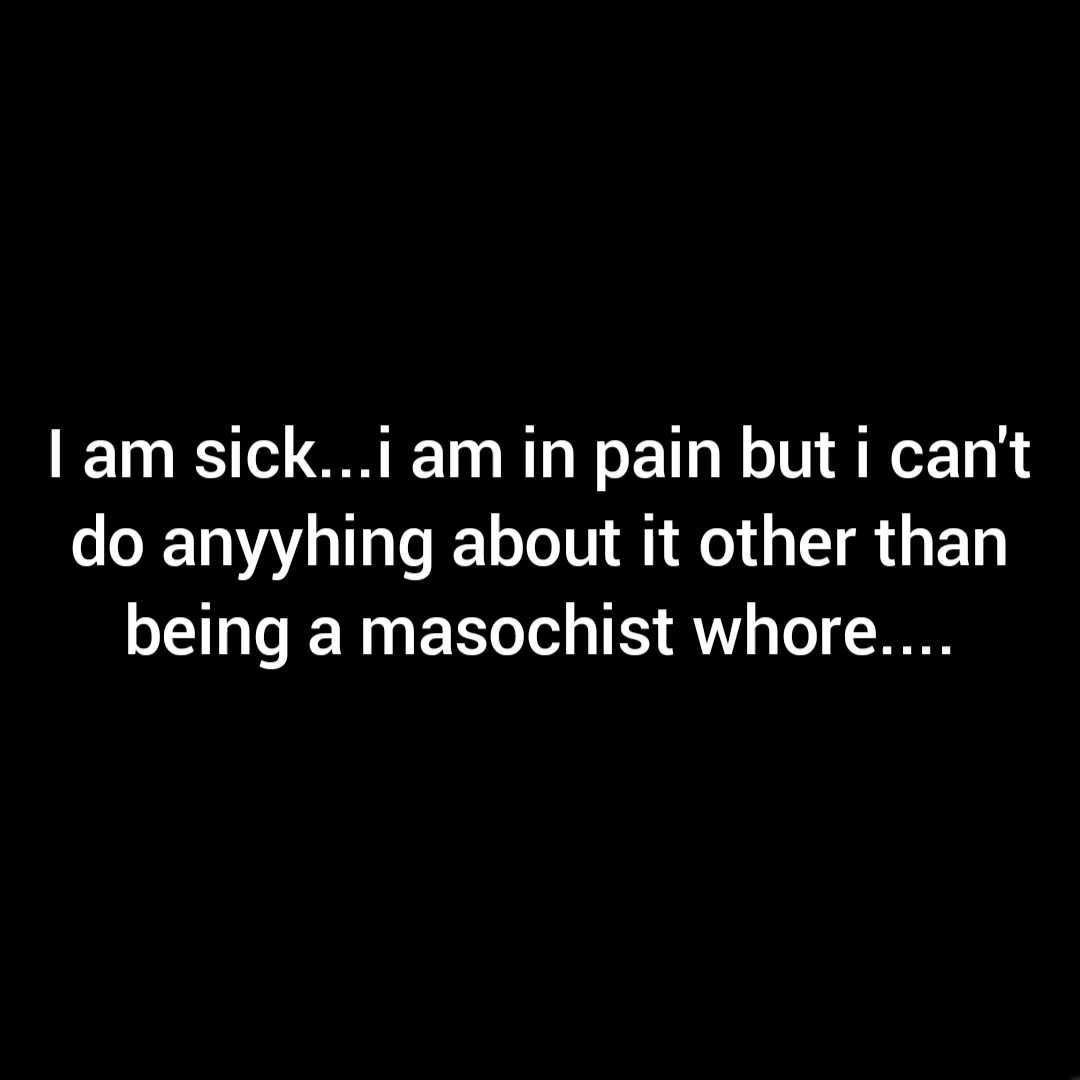 I am sick...i am in pain but i can't
do anyyhing about it other than
being a masochist whore....